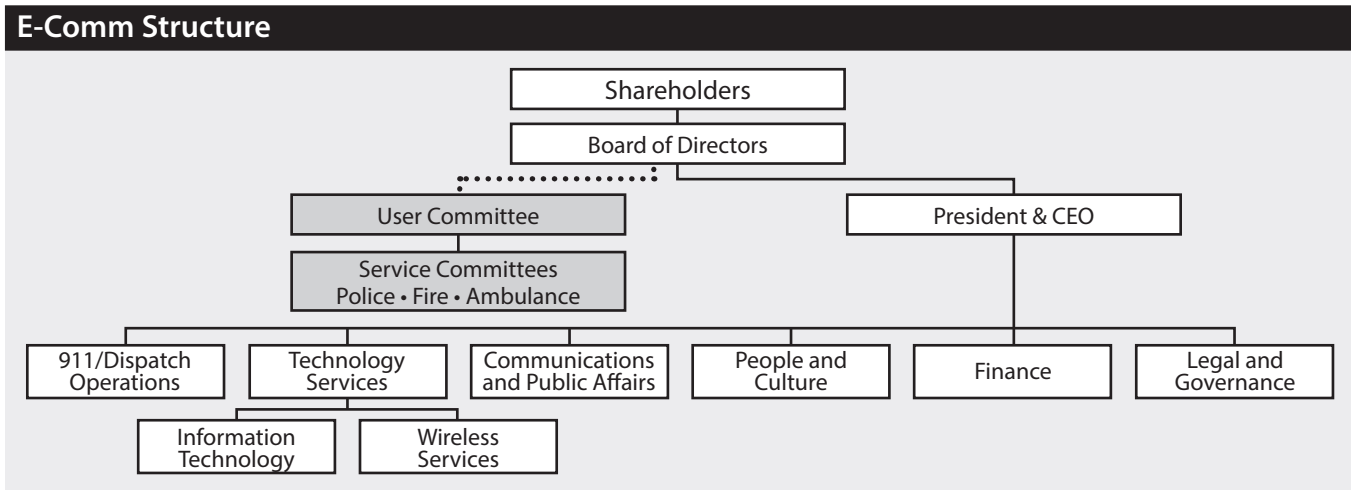 E-Comm Structure
Shareholders
Board of Directors
User Committee
President & CEO
Service Committees
Police • Fire • Ambulance
911/Dispatch
Operations
Technology
Services
Communications
and Public Affairs
People and
Culture
Finance
Legal and
Governance
Information
Technology
Wireless
Services